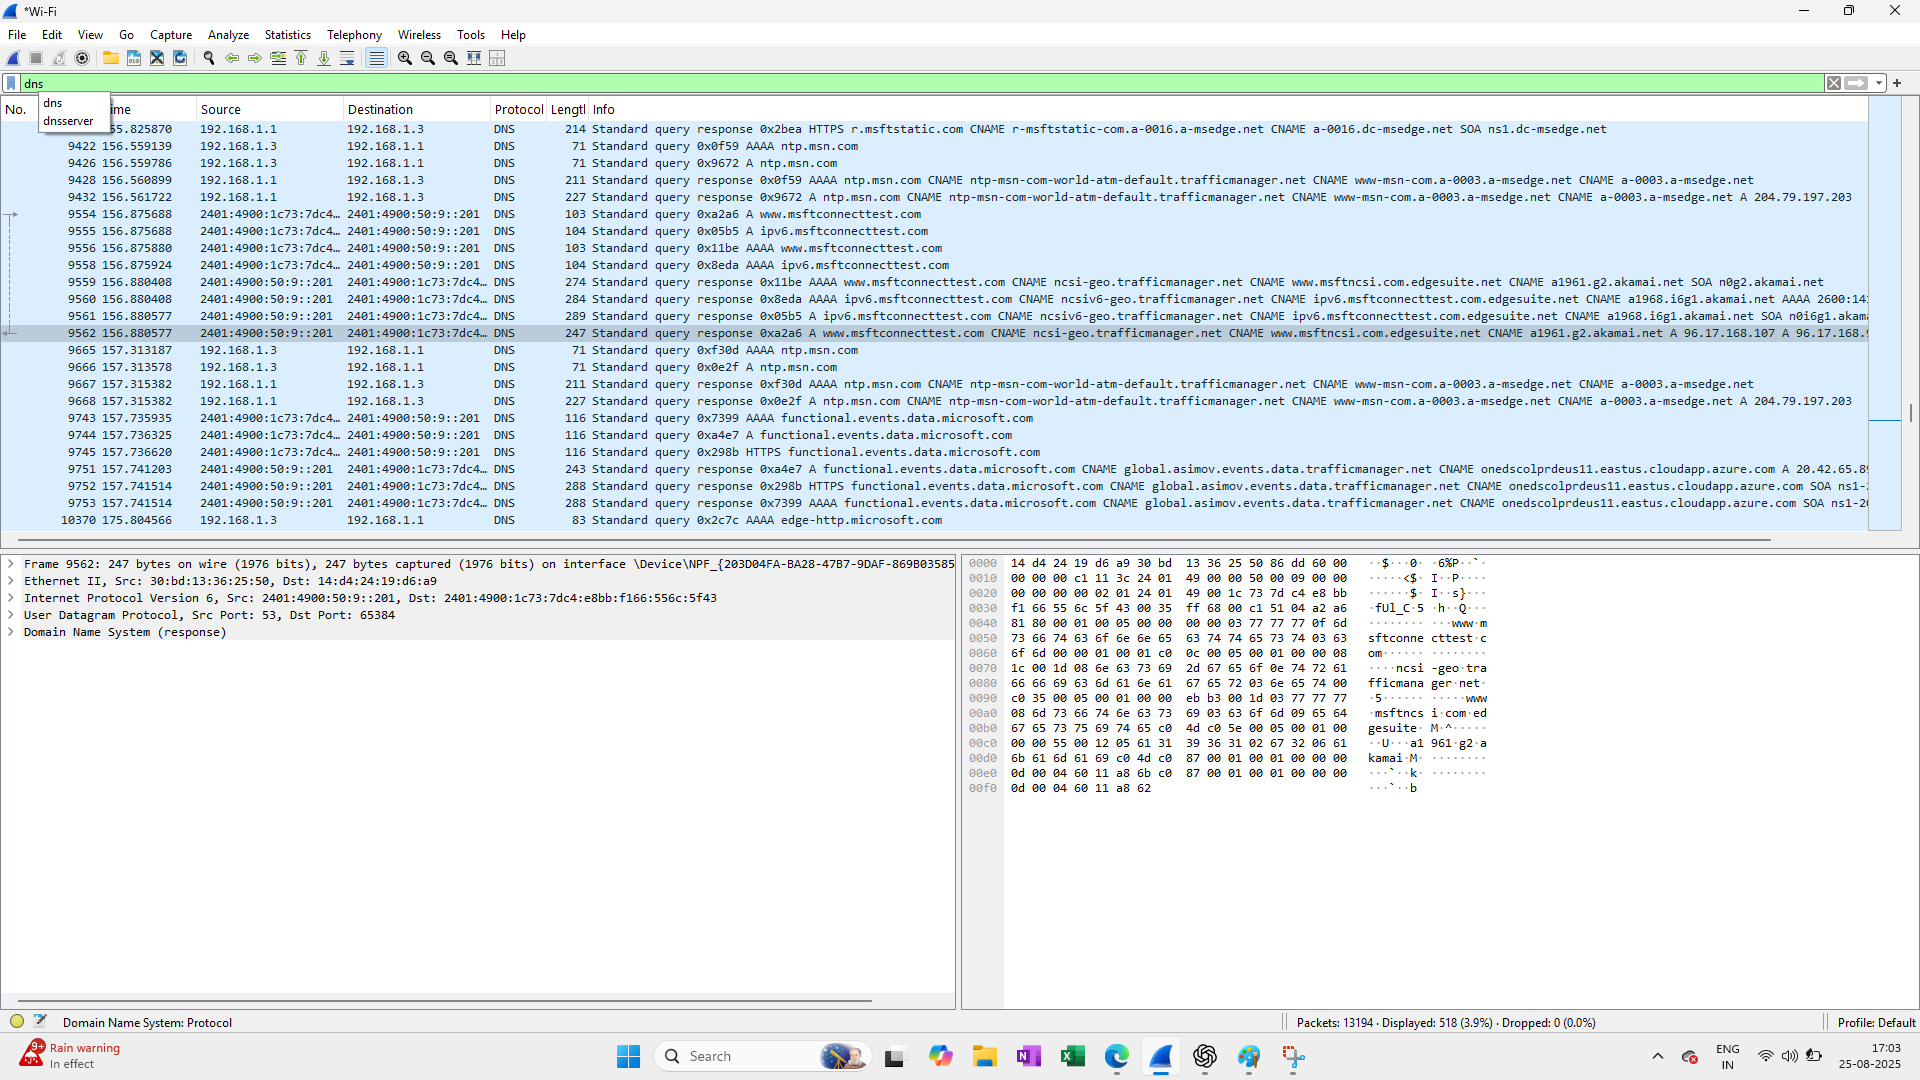 *Wi-Fi
File Edit View Go Capture Analyze Statistics Telephony Wireless Tools Help
dns
dns
dnsserver
No. ime Source Destination Protocol Lengtl Info
55.825870 192.168.1.1 192.168.1.3 DNS 214 Standard query response 0x2bea HTTPS r.msftstatic.com CNAME r-msftstatic-com.a-0016.a-msedge.net CNAME a-0016.dc-msedge.net SOA ns1.dc-msedge.net
9422 156.559139 192.168.1.3 192.168.1.1 DNS 71 Standard query 0x0f59 AAAA ntp.msn.com
9426 156.559786 192.168.1.3 192.168.1.1 DNS 71 Standard query 0x9672 A ntp.msn.com
9428 156.560899 192.168.1.1 192.168.1.3 DNS 211 Standard query response 0x0f59 AAAA ntp.msn.com CNAME ntp-msn-com-world-atm-default.trafficmanager.net CNAME www-msn-com.a-0003.a-msedge.net CNAME a-0003.a-msedge.net
9432 156.561722 192.168.1.1 192.168.1.3 DNS 227 Standard query response 0x9672 A ntp.msn.com CNAME ntp-msn-com-world-atm-default.trafficmanager.net CNAME www-msn-com.a-0003.a-msedge.net CNAME a-0003.a-msedge.net A 204.79.197.203
9554 156.875688 2401:4900:1c73:7dc4… 2401:4900:50:9::201 DNS 103 Standard query 0xa2a6 A www.msftconnecttest.com
9555 156.875688 2401:4900:1c73:7dc4… 2401:4900:50:9::201 DNS 104 Standard query 0x05b5 A ipv6.msftconnecttest.com
9556 156.875880 2401:4900:1c73:7dc4… 2401:4900:50:9::201 DNS 103 Standard query 0x11be AAAA www.msftconnecttest.com
9558 156.875924 2401:4900:1c73:7dc4… 2401:4900:50:9::201 DNS 104 Standard query 0x8eda AAAA ipv6.msftconnecttest.com
9559 156.880408 2401:4900:50:9::201 2401:4900:1c73:7dc4… DNS 274 Standard query response 0x11be AAAA www.msftconnecttest.com CNAME ncsi-geo.trafficmanager.net CNAME www.msftncsi.com.edgesuite.net CNAME a1961.g2.akamai.net SOA n0g2.akamai.net
9560 156.880408 2401:4900:50:9::201 2401:4900:1c73:7dc4… DNS 284 Standard query response 0x8eda AAAA ipv6.msftconnecttest.com CNAME ncsiv6-geo.trafficmanager.net CNAME ipv6.msftncsi.com.edgesuite.net CNAME a1968.i6g1.akamai.net AAAA 2600:14
9561 156.880577 2401:4900:50:9::201 2401:4900:1c73:7dc4… DNS 289 Standard query response 0x05b5 A ipv6.msftconnecttest.com CNAME ncsiv6-geo.trafficmanager.net CNAME ipv6.msftncsi.com.edgesuite.net CNAME a1968.i6g1.akamai.net SOA n0i6g1.akam
9562 156.880577 2401:4900:50:9::201 2401:4900:1c73:7dc4… DNS 247 Standard query response 0xa2a6 A www.msftconnecttest.com CNAME ncsi-geo.trafficmanager.net CNAME www.msftncsi.com.edgesuite.net CNAME a1961.g2.akamai.net A 96.17.168.107 A 96.17.168.9
9665 157.313187 192.168.1.3 192.168.1.1 DNS 71 Standard query 0xf30d AAAA ntp.msn.com
9666 157.313578 192.168.1.3 192.168.1.1 DNS 71 Standard query 0x0e2f A ntp.msn.com
9667 157.315382 192.168.1.1 192.168.1.3 DNS 211 Standard query response 0xf30d AAAA ntp.msn.com CNAME ntp-msn-com-world-atm-default.trafficmanager.net CNAME www-msn-com.a-0003.a-msedge.net CNAME a-0003.a-msedge.net
9668 157.315382 192.168.1.1 192.168.1.3 DNS 227 Standard query response 0x0e2f A ntp.msn.com CNAME ntp-msn-com-world-atm-default.trafficmanager.net CNAME www-msn-com.a-0003.a-msedge.net CNAME a-0003.a-msedge.net A 204.79.197.203
9743 157.735935 2401:4900:1c73:7dc4… 2401:4900:50:9::201 DNS 116 Standard query 0x7399 AAAA functional.events.data.microsoft.com
9744 157.736325 2401:4900:1c73:7dc4… 2401:4900:50:9::201 DNS 116 Standard query 0xa4e7 A functional.events.data.microsoft.com
9745 157.736620 2401:4900:1c73:7dc4… 2401:4900:50:9::201 DNS 116 Standard query 0x298b HTTPS functional.events.data.microsoft.com
9751 157.741203 2401:4900:50:9::201 2401:4900:1c73:7dc4… DNS 243 Standard query response 0xa4e7 A functional.events.data.microsoft.com CNAME global.asimov.events.data.trafficmanager.net CNAME onedscolprdeus11.eastus.cloudapp.azure.com A 20.42.65.89
9752 157.741514 2401:4900:50:9::201 2401:4900:1c73:7dc4… DNS 288 Standard query response 0x298b HTTPS functional.events.data.microsoft.com CNAME global.asimov.events.data.trafficmanager.net CNAME onedscolprdeus11.eastus.cloudapp.azure.com SOA ns1-2
9753 157.741514 2401:4900:50:9::201 2401:4900:1c73:7dc4… DNS 288 Standard query response 0x7399 AAAA functional.events.data.microsoft.com CNAME global.asimov.events.data.trafficmanager.net CNAME onedscolprdeus11.eastus.cloudapp.azure.com SOA ns1-20
10370 175.804566 192.168.1.3 192.168.1.1 DNS 83 Standard query 0x2c7c AAAA edge-http.microsoft.com
Frame 9562: 247 bytes on wire (1976 bits), 247 bytes captured (1976 bits) on interface \Device\NPF_{203D04FA-BA28-47B7-9DAF-869B03585
Ethernet II, Src: 30:bd:13:36:25:50, Dst: 14:d4:24:19:d6:a9
Internet Protocol Version 6, Src: 2401:4900:50:9::201, Dst: 2401:4900:1c73:7dc4:e8bb:f166:556c:5f43
User Datagram Protocol, Src Port: 53, Dst Port: 65384
Domain Name System (response)
0000 14 d4 24 19 d6 a9 30 bd 13 36 25 50 86 dd 60 00 ··$···0· ·6%P··`·
0010 00 00 00 c1 11 3c 24 01 49 00 00 50 00 09 00 00 ·····<$· I··P····
0020 00 00 00 00 02 01 24 01 49 00 1c 73 7d c4 e8 bb ······$· I··s}···
0030 f1 66 55 6c 5f 43 00 35 ff 68 00 c1 51 04 a2 a6 ·fUl_C·5 ·h··Q···
0040 81 80 00 01 00 05 00 00 00 00 03 77 77 77 0f 6d ········ ···www·m
0050 73 66 74 63 6f 6e 6e 65 63 74 74 65 73 74 03 63 sftconne cttest·c
0060 6f 6d 00 00 01 00 01 c0 0c 00 05 00 01 00 00 08 om······ ········
0070 1c 00 1d 08 6e 63 73 69 2d 67 65 6f 0e 74 72 61 ····ncsi -geo·tra
0080 66 66 69 63 6d 61 6e 61 67 65 72 03 6e 65 74 00 fficmana ger·net·
0090 c0 35 00 05 00 01 00 00 eb b3 00 1d 03 77 77 77 ·5······ ·····www
00a0 08 6d 73 66 74 6e 63 73 69 03 63 6f 6d 09 65 64 ·msftncs i·com·ed
00b0 67 65 73 75 69 74 65 c0 4d c0 5e 00 05 00 01 00 gesuite· M·^·····
00c0 00 00 55 00 12 05 61 31 39 36 31 02 67 32 06 61 ··U···a1 961·g2·a
00d0 6b 61 6d 61 69 c0 4d c0 87 00 01 00 01 00 00 00 kamai·M· ········
00e0 0d 00 04 60 11 a8 6b c0 87 00 01 00 01 00 00 00 ···`··k· ········
00f0 0d 00 04 60 11 a8 62 ···`··b
Domain Name System: Protocol
Packets: 13194 · Displayed: 518 (3.9%) · Dropped: 0 (0.0%)
Profile: Default
9+
Rain warning
In effect
Search
ENG
IN
17:03
25-08-2025